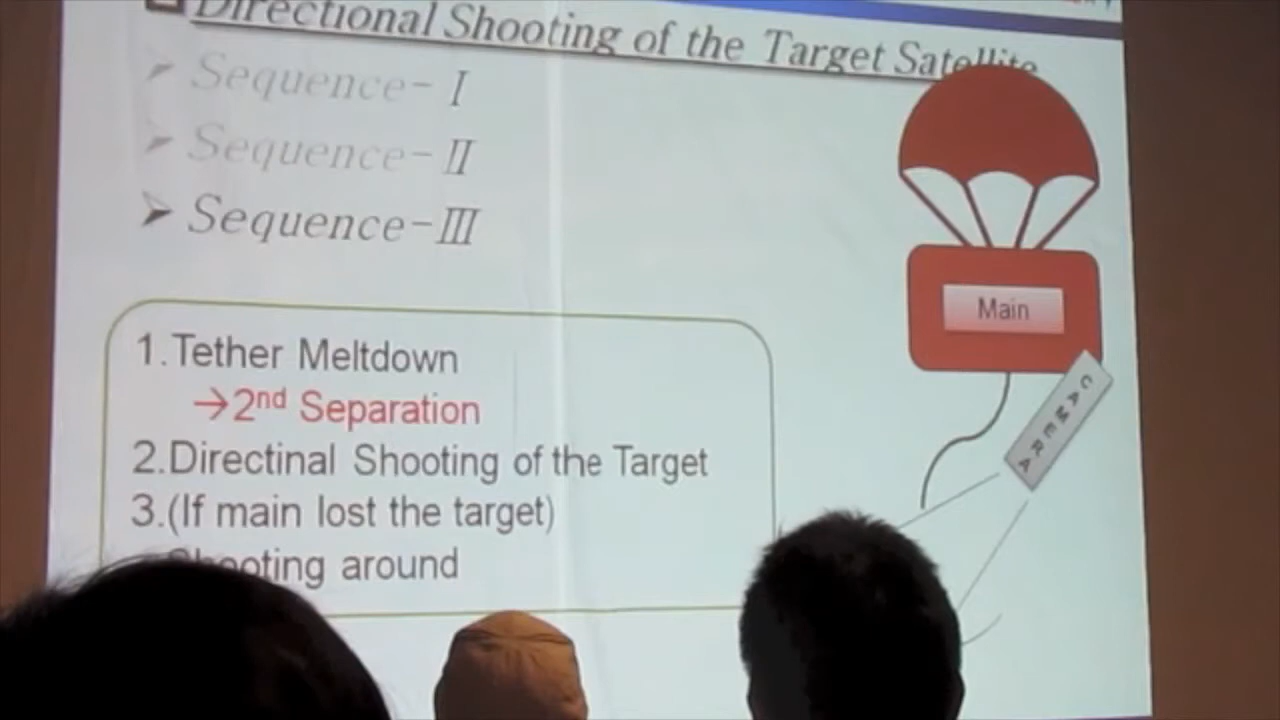 Directional Shooting of the Target Satellite
Sequence-I
Sequence-II
Sequence-III
1.Tether Meltdown
→2nd Separation
2.Directinal Shooting of the Target
3.(If main lost the target)
Shooting around
Main
CAMERA